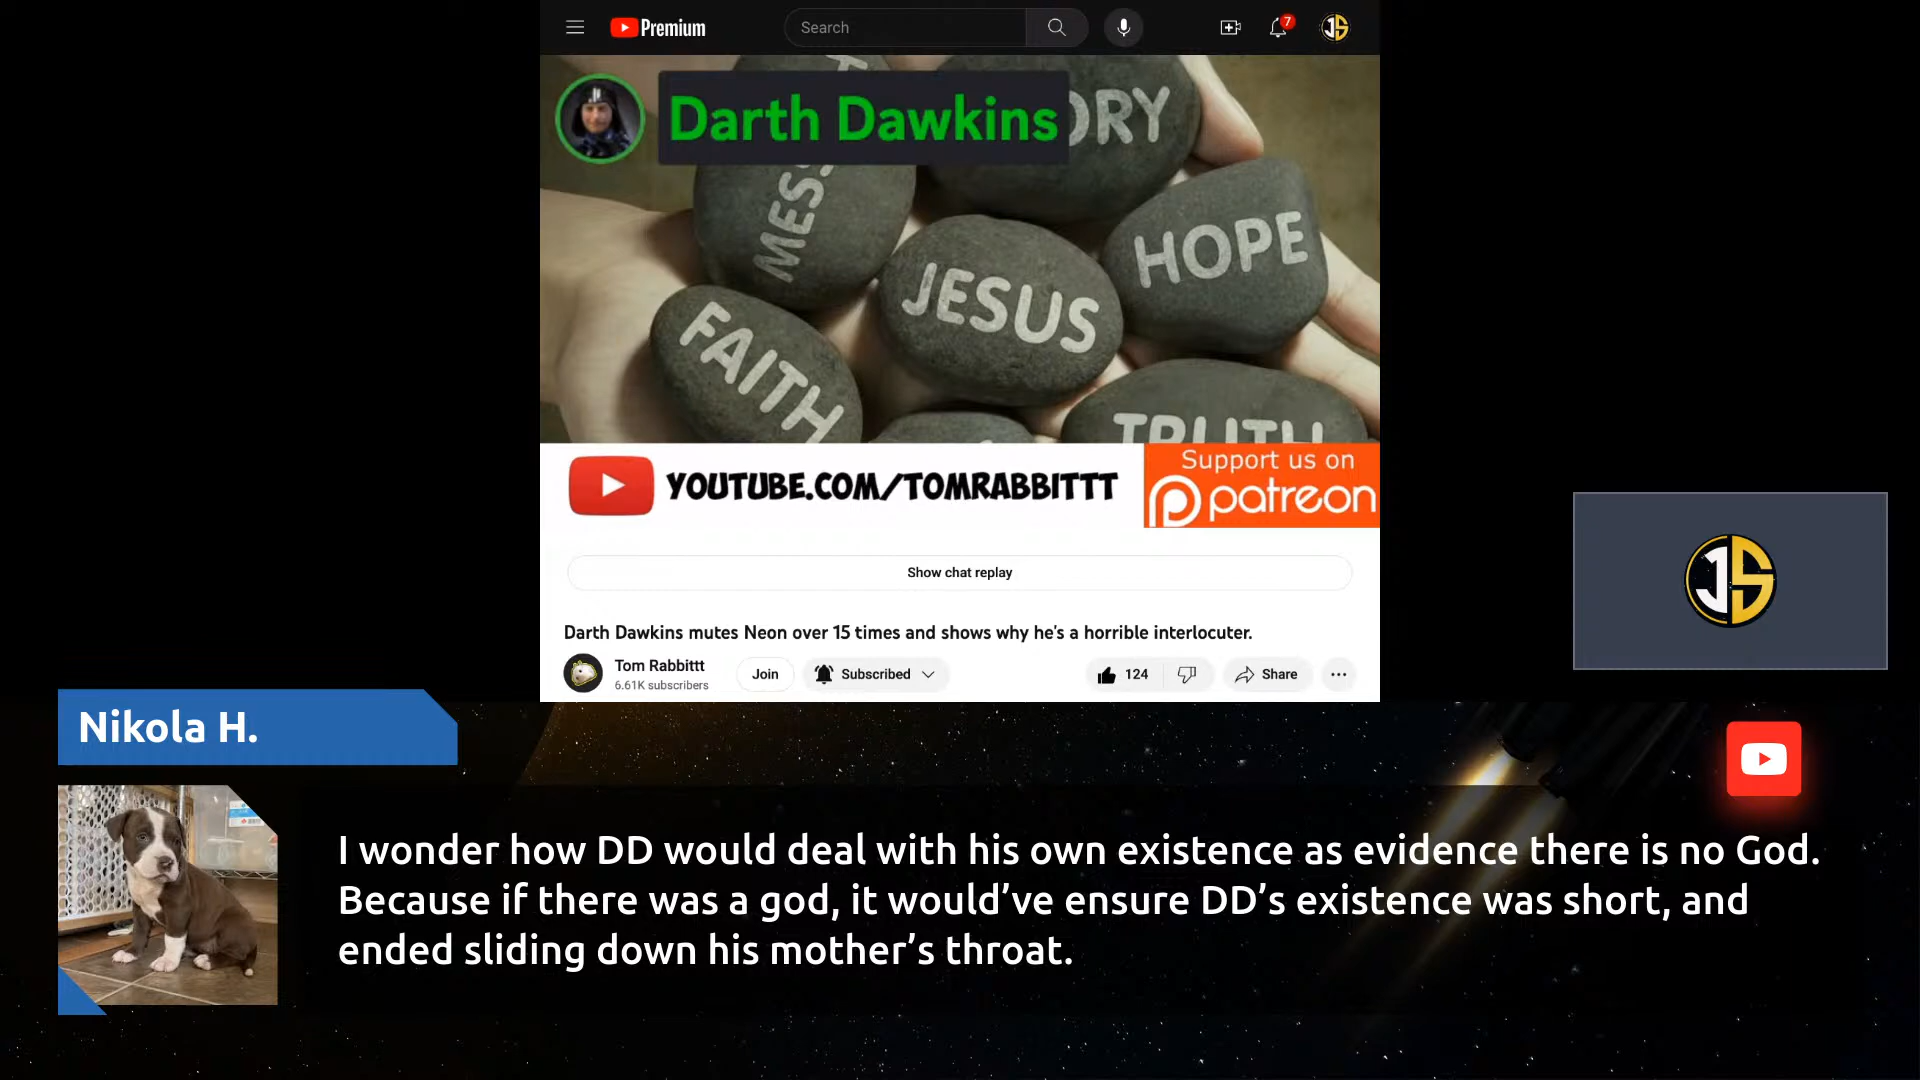 Premium
Search
7
JS
Darth Dawkins
ORY
MES
HOPE
JESUS
FAITH
TRUTH
YOUTUBE.COM/TOMRABBITTT
Support us on
patreon
Show chat replay
JS
Darth Dawkins mutes Neon over 15 times and shows why he's a horrible interlocuter.
Tom Rabbittt
6.61K subscribers
Join
Subscribed
124
Share
Nikola H.
I wonder how DD would deal with his own existence as evidence there is no God.
Because if there was a god, it would’ve ensure DD’s existence was short, and
ended sliding down his mother’s throat.